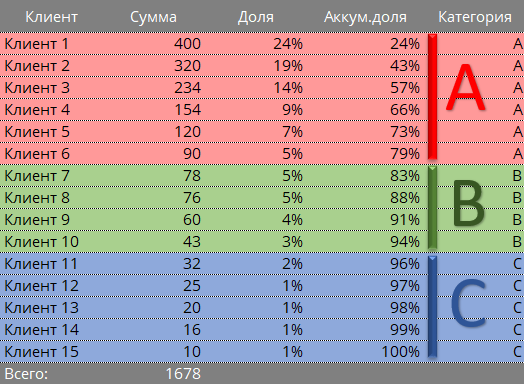 Клиент Сумма Доля Аккум.доля Категория
Клиент 1 400 24% 24% A
Клиент 2 320 19% 43% A
Клиент 3 234 14% 57% A
Клиент 4 154 9% 66% A
Клиент 5 120 7% 73% A
Клиент 6 90 5% 79% A
Клиент 7 78 5% 83% B
Клиент 8 76 5% 88% B
Клиент 9 60 4% 91% B
Клиент 10 43 3% 94% B
Клиент 11 32 2% 96% C
Клиент 12 25 1% 97% C
Клиент 13 20 1% 98% C
Клиент 14 16 1% 99% C
Клиент 15 10 1% 100% C
Всего: 1678
A
B
C